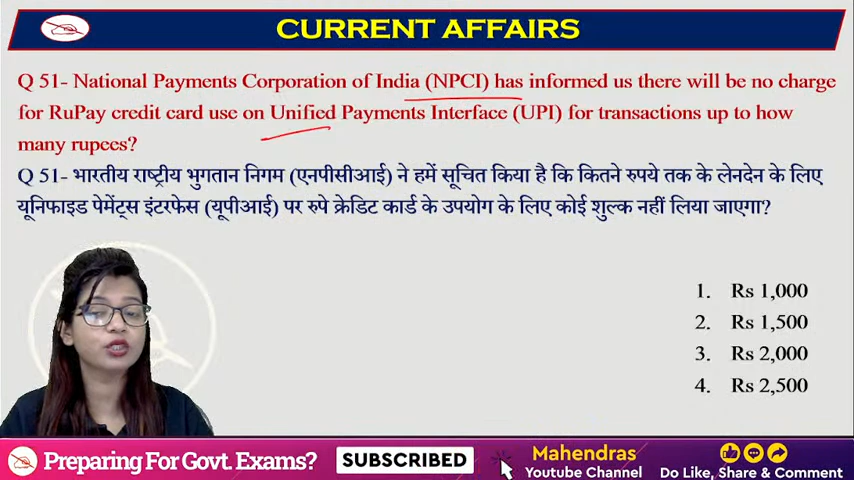 CURRENT AFFAIRS
Q 51- National Payments Corporation of India (NPCI) has informed us there will be no charge
for RuPay credit card use on Unified Payments Interface (UPI) for transactions up to how
many rupees?
Q 51- भारतीय राष्ट्रीय भुगतान निगम (एनपीसीआई) ने हमें सूचित किया है कि कितने रुपये तक के लेनदेन के लिए
यूनिफाइड पेमेंट्स इंटरफेस (यूपीआई) पर रुपे क्रेडिट कार्ड के उपयोग के लिए कोई शुल्क नहीं लिया जाएगा?
1. Rs 1,000
2. Rs 1,500
3. Rs 2,000
4. Rs 2,500
Preparing For Govt. Exams?
SUBSCRIBED
Mahendras
Youtube Channel
Do Like, Share & Comment